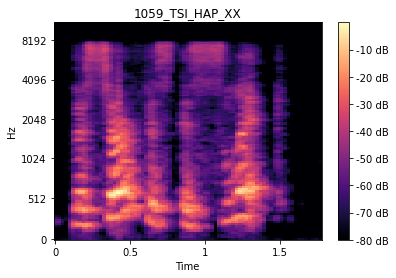 1059_TSI_HAP_XX
8192
4096
2048
1024
512
0
Hz
0
0.5
1
1.5
Time
-10 dB
-20 dB
-30 dB
-40 dB
-50 dB
-60 dB
-70 dB
-80 dB